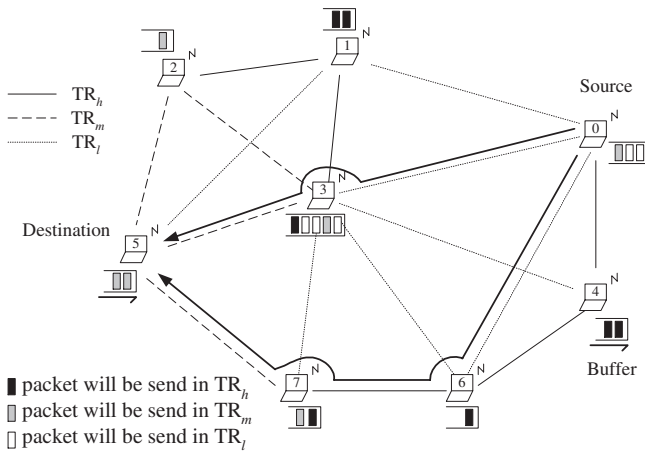 1
2
Source
TR_h
TR_m
TR_l
0
3
Destination
5
4
Buffer
7
6
packet will be send in TR_h
packet will be send in TR_m
packet will be send in TR_l